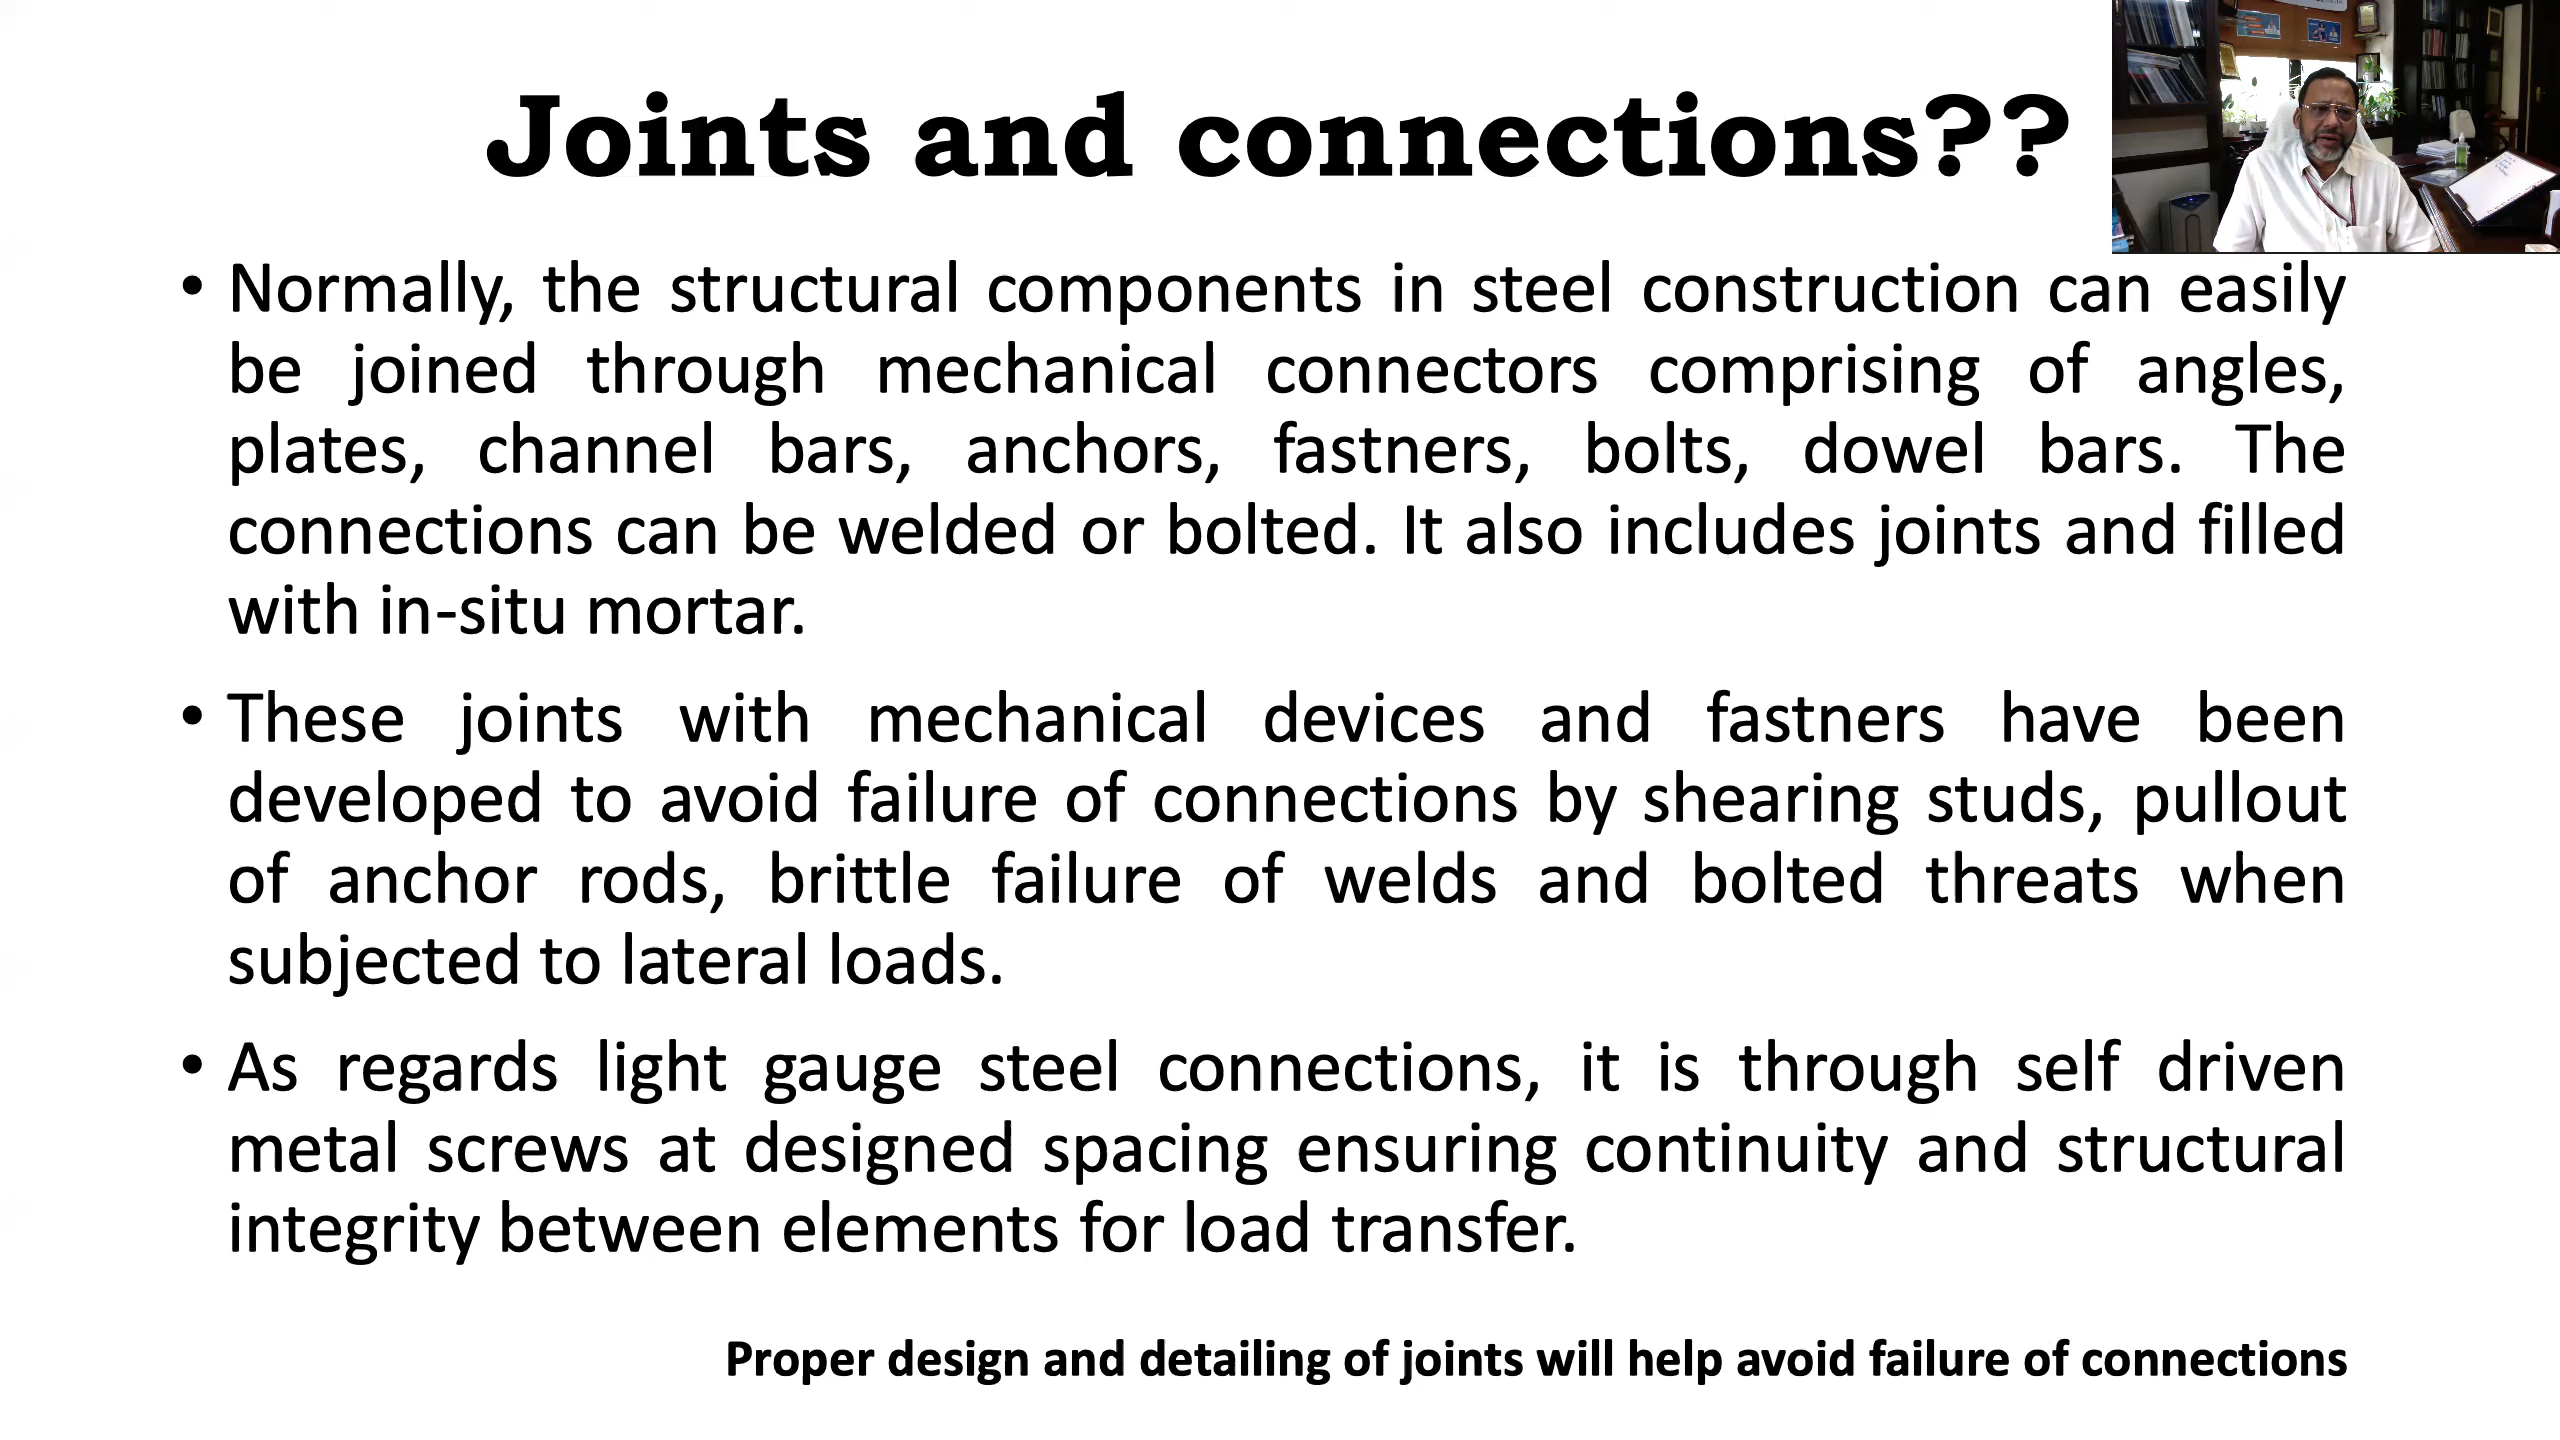 Joints and connections??
• Normally, the structural components in steel construction can easily
be joined through mechanical connectors comprising of angles,
plates, channel bars, anchors, fastners, bolts, dowel bars. The
connections can be welded or bolted. It also includes joints and filled
with in-situ mortar.
• These joints with mechanical devices and fastners have been
developed to avoid failure of connections by shearing studs, pullout
of anchor rods, brittle failure of welds and bolted threats when
subjected to lateral loads.
• As regards light gauge steel connections, it is through self driven
metal screws at designed spacing ensuring continuity and structural
integrity between elements for load transfer.
Proper design and detailing of joints will help avoid failure of connections